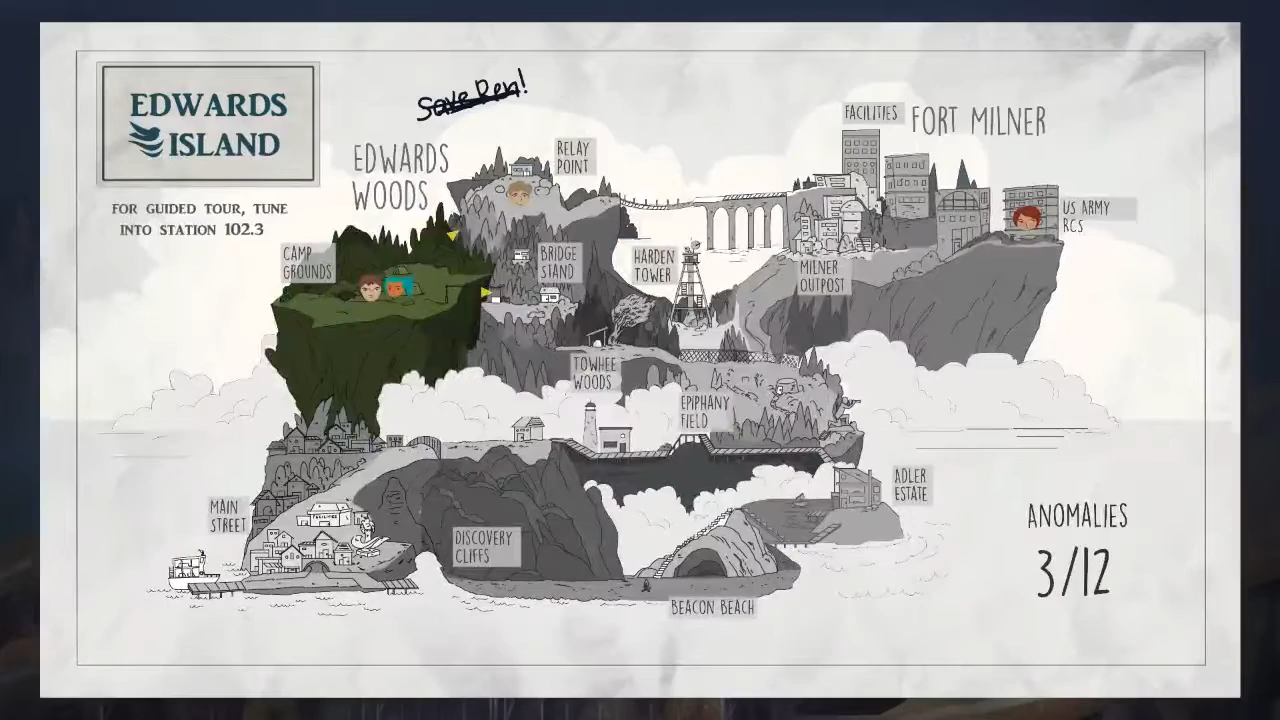 EDWARDS
ISLAND
FOR GUIDED TOUR, TUNE
INTO STATION 102.3
Save Ren!
EDWARDS
WOODS
RELAY
POINT
FACILITIES
FORT MILNER
US ARMY
RCS
CAMP
GROUNDS
BRIDGE
STAND
HARDEN
TOWER
MILNER
OUTPOST
TOWHEE
WOODS
EPIPHANY
FIELD
MAIN
STREET
FACILITIES
DISCOVERY
CLIFFS
ADLER
ESTATE
BEACON BEACH
ANOMALIES
3/12